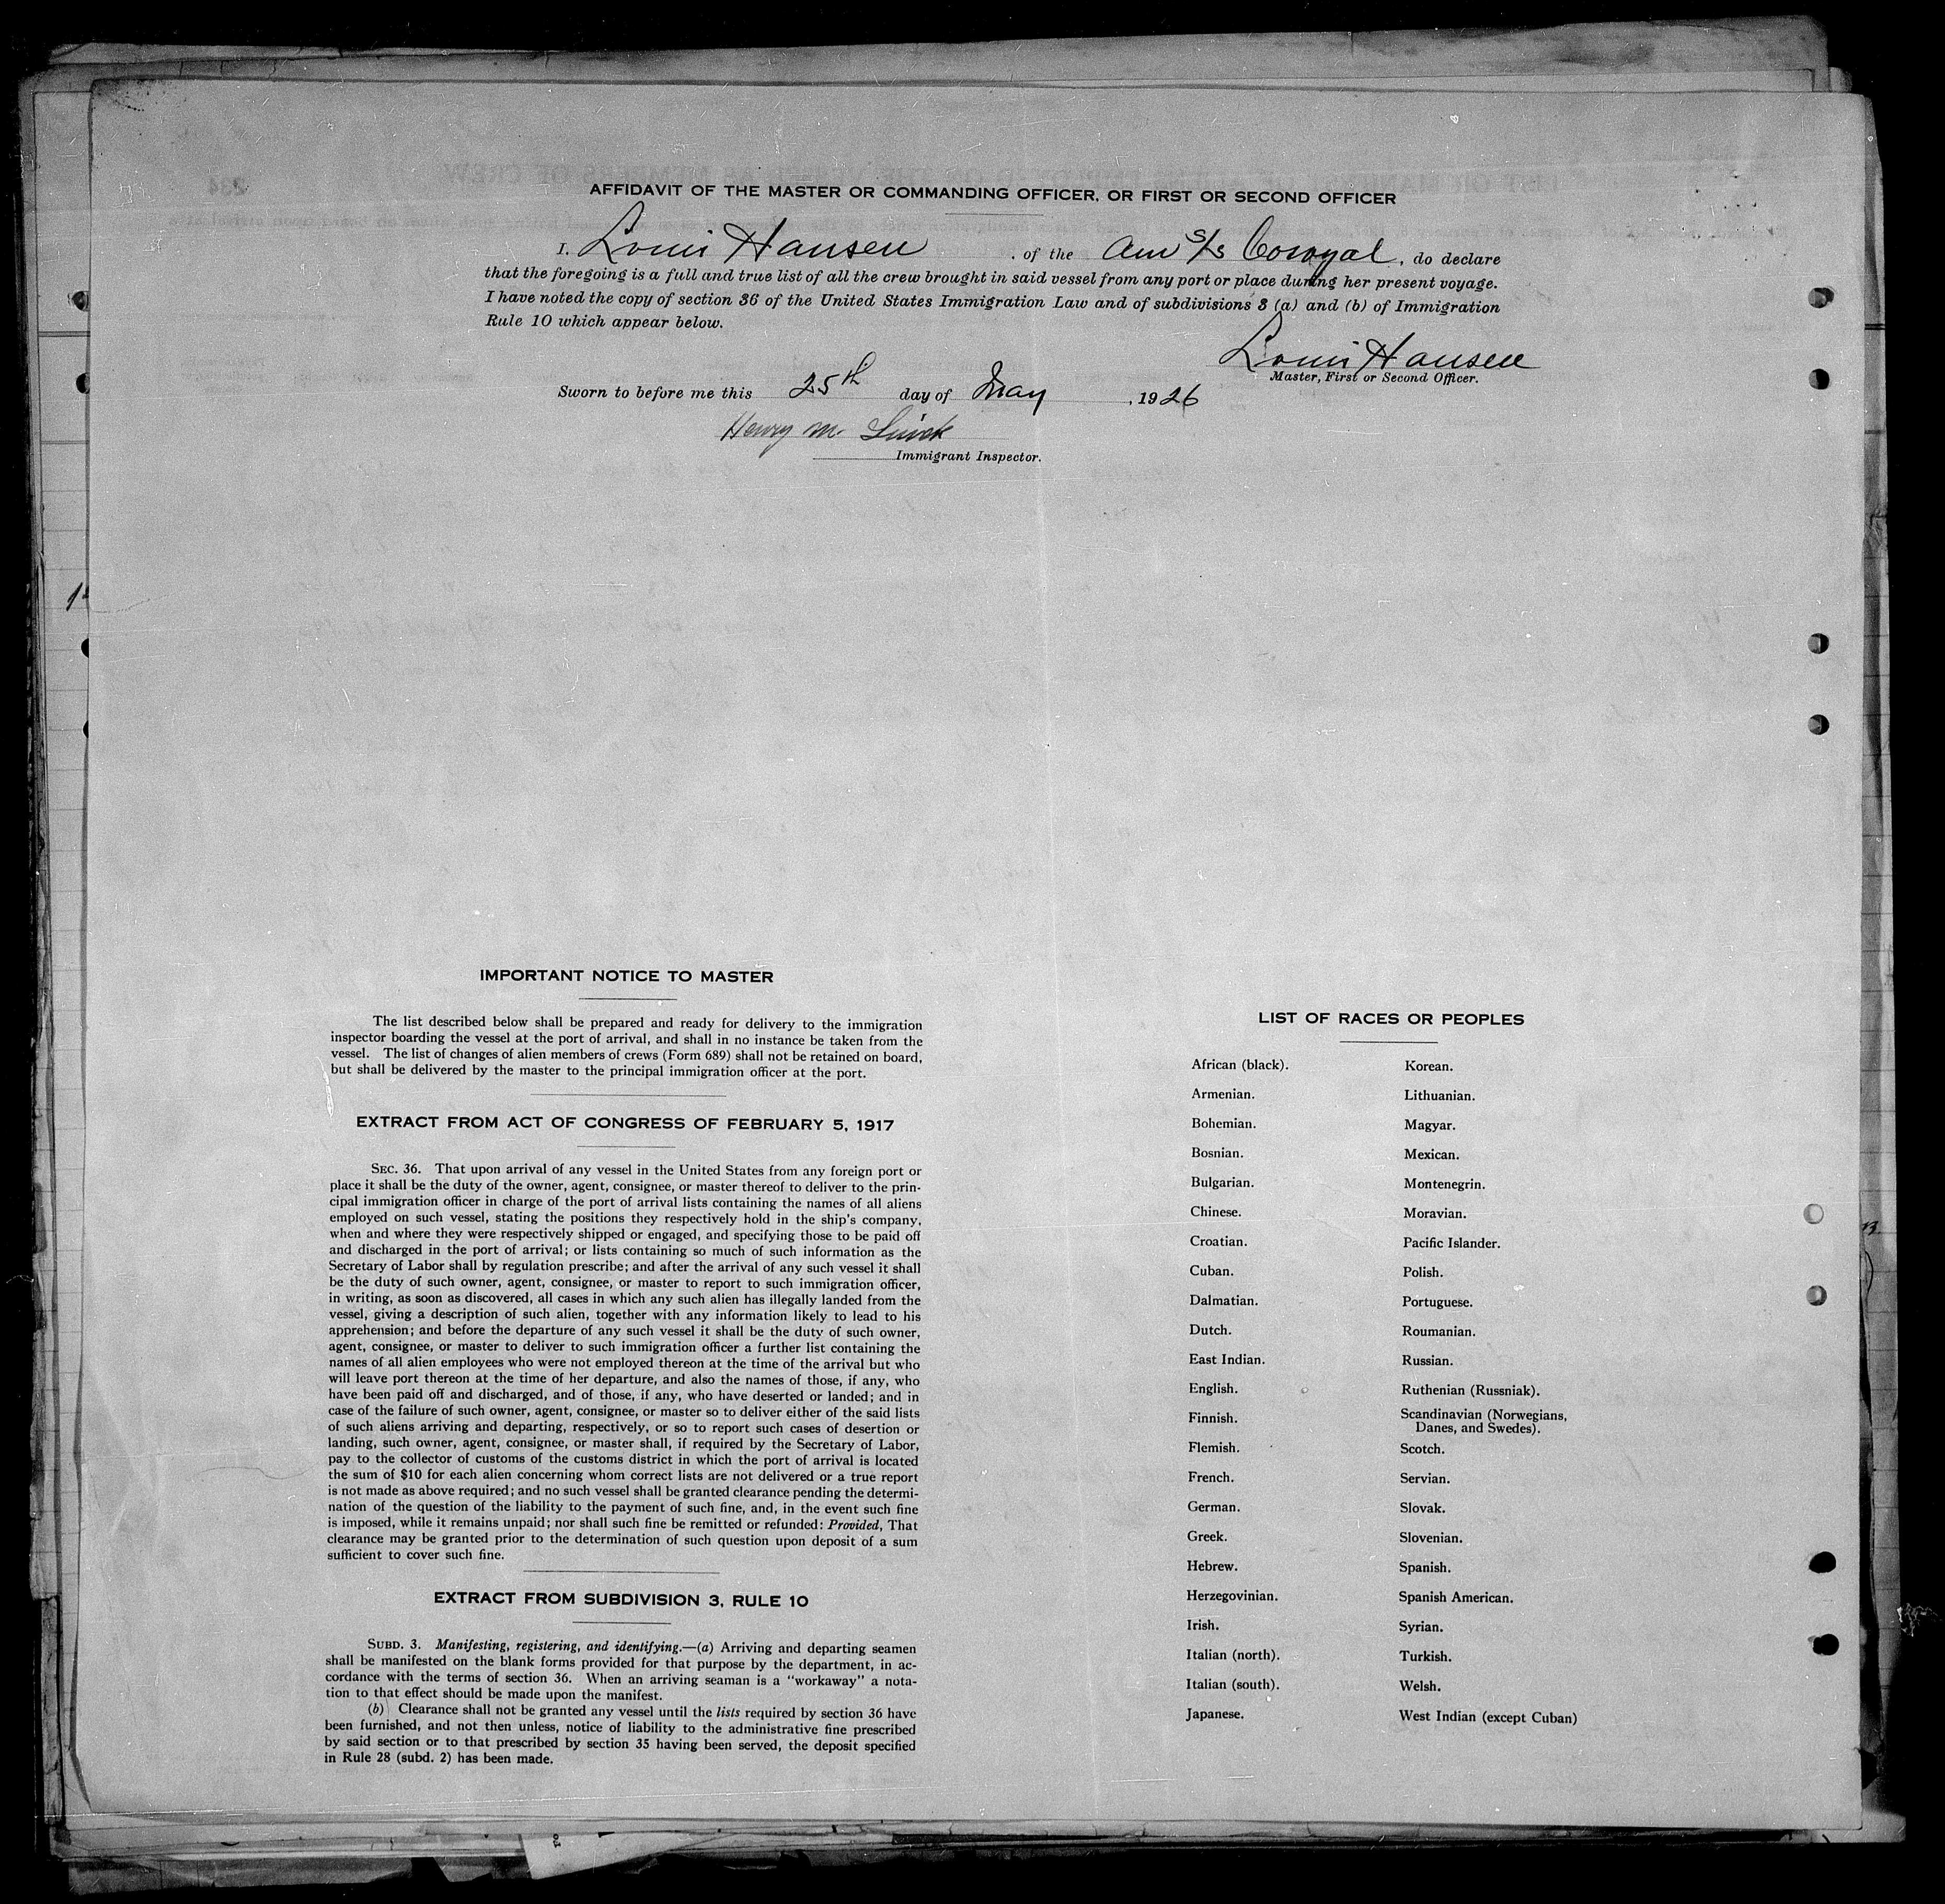 AFFIDAVIT OF THE MASTER OR COMMANDING OFFICER, OR FIRST OR SECOND OFFICER
I, Louis Hansen, of the Am S/S Corozal, do declare
that the foregoing is a full and true list of all the crew brought in said vessel from any port or place during her present voyage.
I have noted the copy of section 36 of the United States Immigration Law and of subdivisions 3 (a) and (b) of Immigration
Rule 10 which appear below.
Louis Hansen
Master, First or Second Officer.
Sworn to before me this 25th day of May, 1926
Henry M.
Immigrant Inspector.
IMPORTANT NOTICE TO MASTER
The list described below shall be prepared and ready for delivery to the immigration
inspector boarding the vessel at the port of arrival, and shall in no instance be taken from the
vessel. The list of changes of alien members of crews (Form 689) shall not be retained on board,
but shall be delivered by the master to the principal immigration officer at the port.
EXTRACT FROM ACT OF CONGRESS OF FEBRUARY 5, 1917
SEC. 36. That upon arrival of any vessel in the United States from any foreign port or
place it shall be the duty of the owner, agent, consignee, or master thereof to deliver to the prin-
cipal immigration officer in charge of the port of arrival lists containing the names of all aliens
employed on such vessel, stating the positions they respectively hold in the ship's company,
when and where they were respectively shipped or engaged, and specifying those to be paid off
and discharged in the port of arrival; or lists containing so much of such information as the
Secretary of Labor shall by regulation prescribe; and after the arrival of any such vessel it shall
be the duty of such owner, agent, consignee, or master to report to such immigration officer,
in writing, as soon as discovered, all cases in which any such alien has illegally landed from the
vessel, giving a description of such alien, together with any information likely to lead to his
apprehension; and before the departure of any such vessel it shall be the duty of such owner,
agent, consignee, or master to deliver to such immigration officer a further list containing the
names of all alien employees who were not employed thereon at the time of the arrival but who
will leave port thereon at the time of her departure, and also the names of those, if any, who
have been paid off and discharged, and of those, if any, who have deserted or landed; and in
case of the failure of such owner, agent, consignee, or master so to deliver either of the said lists
of such aliens arriving and departing, respectively, or so to report such cases of desertion or
landing, such owner, agent, consignee, or master shall, if required by the Secretary of Labor,
pay to the collector of customs of the customs district in which the port of arrival is located
the sum of $10 for each alien concerning whom correct lists are not delivered or a true report
is not made as above required; and no such vessel shall be granted clearance pending the determi-
nation of the question of the liability to the payment of such fine, and, in the event such fine
is imposed, while it remains unpaid; nor shall such fine be remitted or refunded: Provided, That
clearance may be granted prior to the determination of such question upon deposit of a sum
sufficient to cover such fine.
EXTRACT FROM SUBDIVISION 3, RULE 10
SUBD. 3. Manifesting, registering, and identifying.—(a) Arriving and departing seamen
shall be manifested on the blank forms provided for that purpose by the department, in ac-
cordance with the terms of section 36. When an arriving seaman is a "workaway" a nota-
tion to that effect should be made upon the manifest.
(b) Clearance shall not be granted any vessel until the lists required by section 36 have
been furnished, and not then unless, notice of liability to the administrative fine prescribed
by said section or to that prescribed by section 35 having been served, the deposit specified
in Rule 28 (subd. 2) has been made.
LIST OF RACES OR PEOPLES
African (black).
Armenian.
Bohemian.
Bosnian.
Bulgarian.
Chinese.
Croatian.
Cuban.
Dalmatian.
Dutch.
East Indian.
English.
Finnish.
Flemish.
French.
German.
Greek.
Hebrew.
Herzegovinian.
Irish.
Italian (north).
Italian (south).
Japanese.
Korean.
Lithuanian.
Magyar.
Mexican.
Montenegrin.
Moravian.
Pacific Islander.
Polish.
Portuguese.
Roumanian.
Russian.
Ruthenian (Russniak).
Scandinavian (Norwegians,
Danes, and Swedes).
Scotch.
Servian.
Slovak.
Slovenian.
Spanish.
Spanish American.
Syrian.
Turkish.
Welsh.
West Indian (except Cuban)